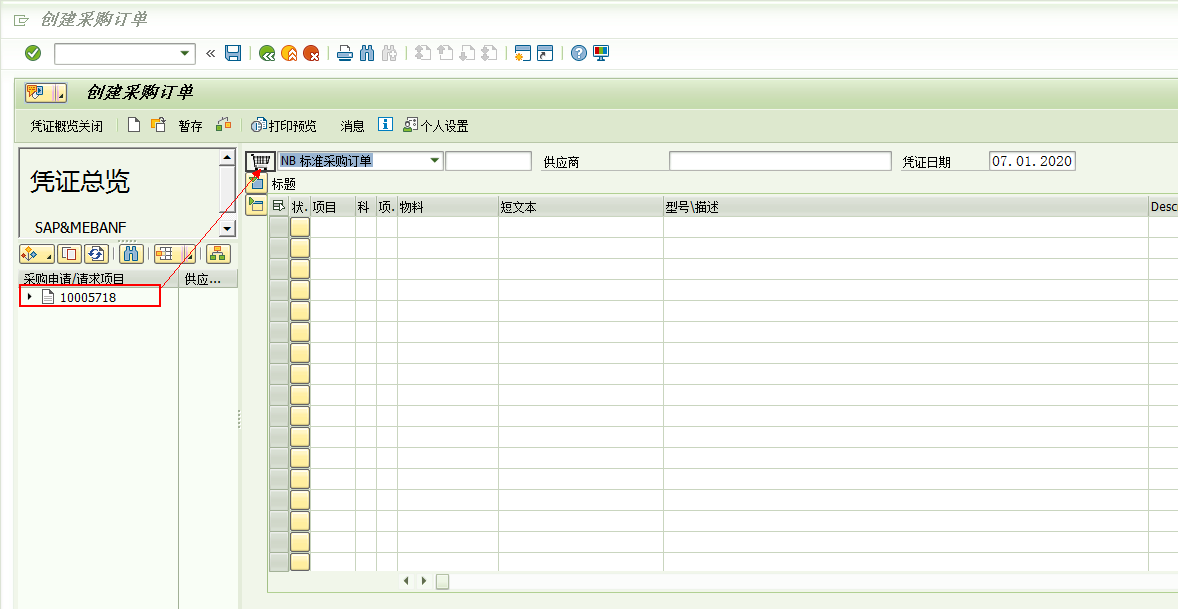 创建采购订单
创建采购订单
凭证概览关闭 暂存 打印预览 消息 个人设置
凭证总览
SAP&MEBANF
NB 标准采购订单 供应商 凭证日期 07.01.2020
标题
状. 项目 科 项. 物料 短文本 型号\描述 Desc
采购申请/请求项目 供应...
10005718